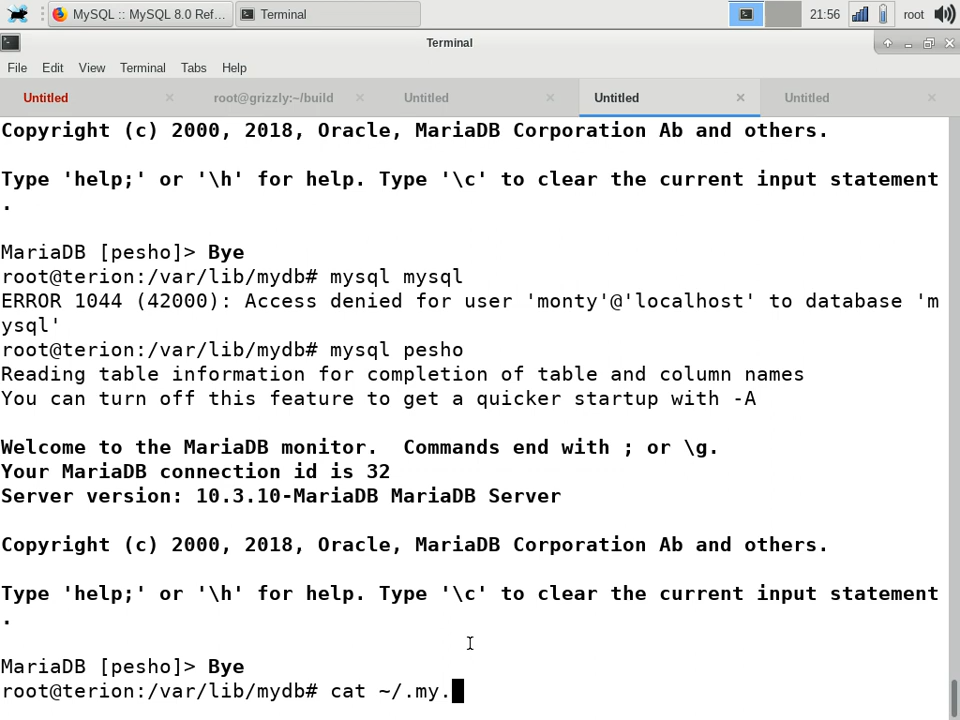 MySQL :: MySQL 8.0 Ref...
Terminal
21:56
root
Terminal
File Edit View Terminal Tabs Help
Untitled
root@grizzly:~/build
Untitled
Untitled
Untitled
Copyright (c) 2000, 2018, Oracle, MariaDB Corporation Ab and others.
Type 'help;' or '\h' for help. Type '\c' to clear the current input statement
.
MariaDB [pesho]> Bye
root@terion:/var/lib/mydb# mysql mysql
ERROR 1044 (42000): Access denied for user 'monty'@'localhost' to database 'm
ysql'
root@terion:/var/lib/mydb# mysql pesho
Reading table information for completion of table and column names
You can turn off this feature to get a quicker startup with -A
Welcome to the MariaDB monitor.  Commands end with ; or \g.
Your MariaDB connection id is 32
Server version: 10.3.10-MariaDB MariaDB Server
Copyright (c) 2000, 2018, Oracle, MariaDB Corporation Ab and others.
Type 'help;' or '\h' for help. Type '\c' to clear the current input statement
.
MariaDB [pesho]> Bye
root@terion:/var/lib/mydb# cat ~/.my.